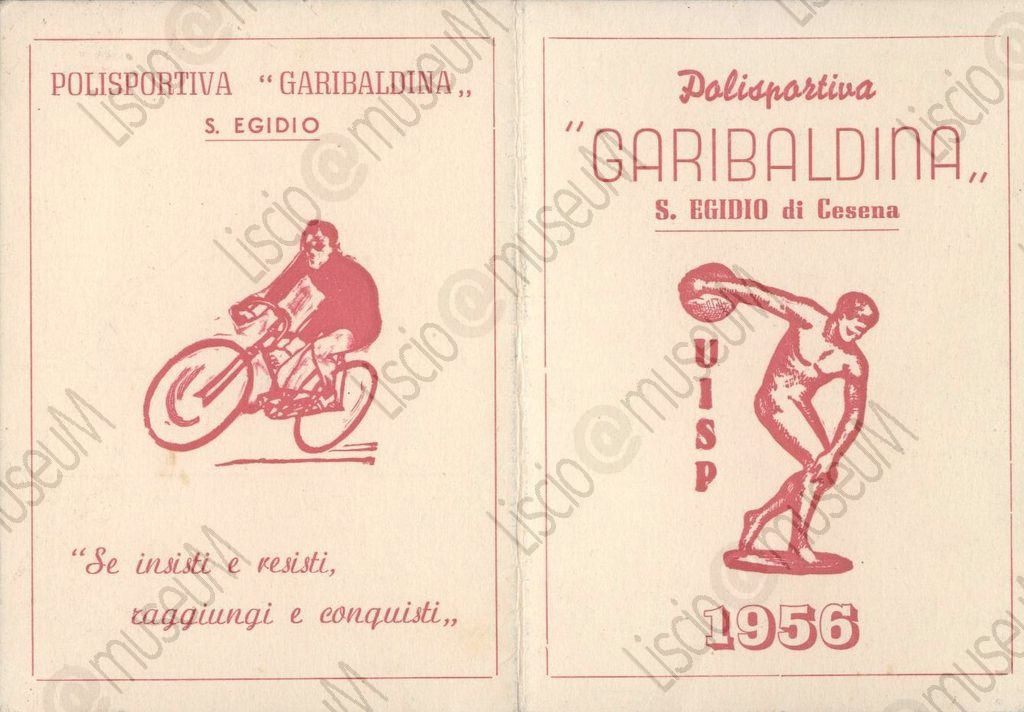 POLISPORTIVA "GARIBALDINA„
S. EGIDIO
"Se insisti e resisti,
raggiungi e conquisti„
Polisportiva
"GARIBALDINA„
S. EGIDIO di Cesena
UISP
1956
Liscio@museuM